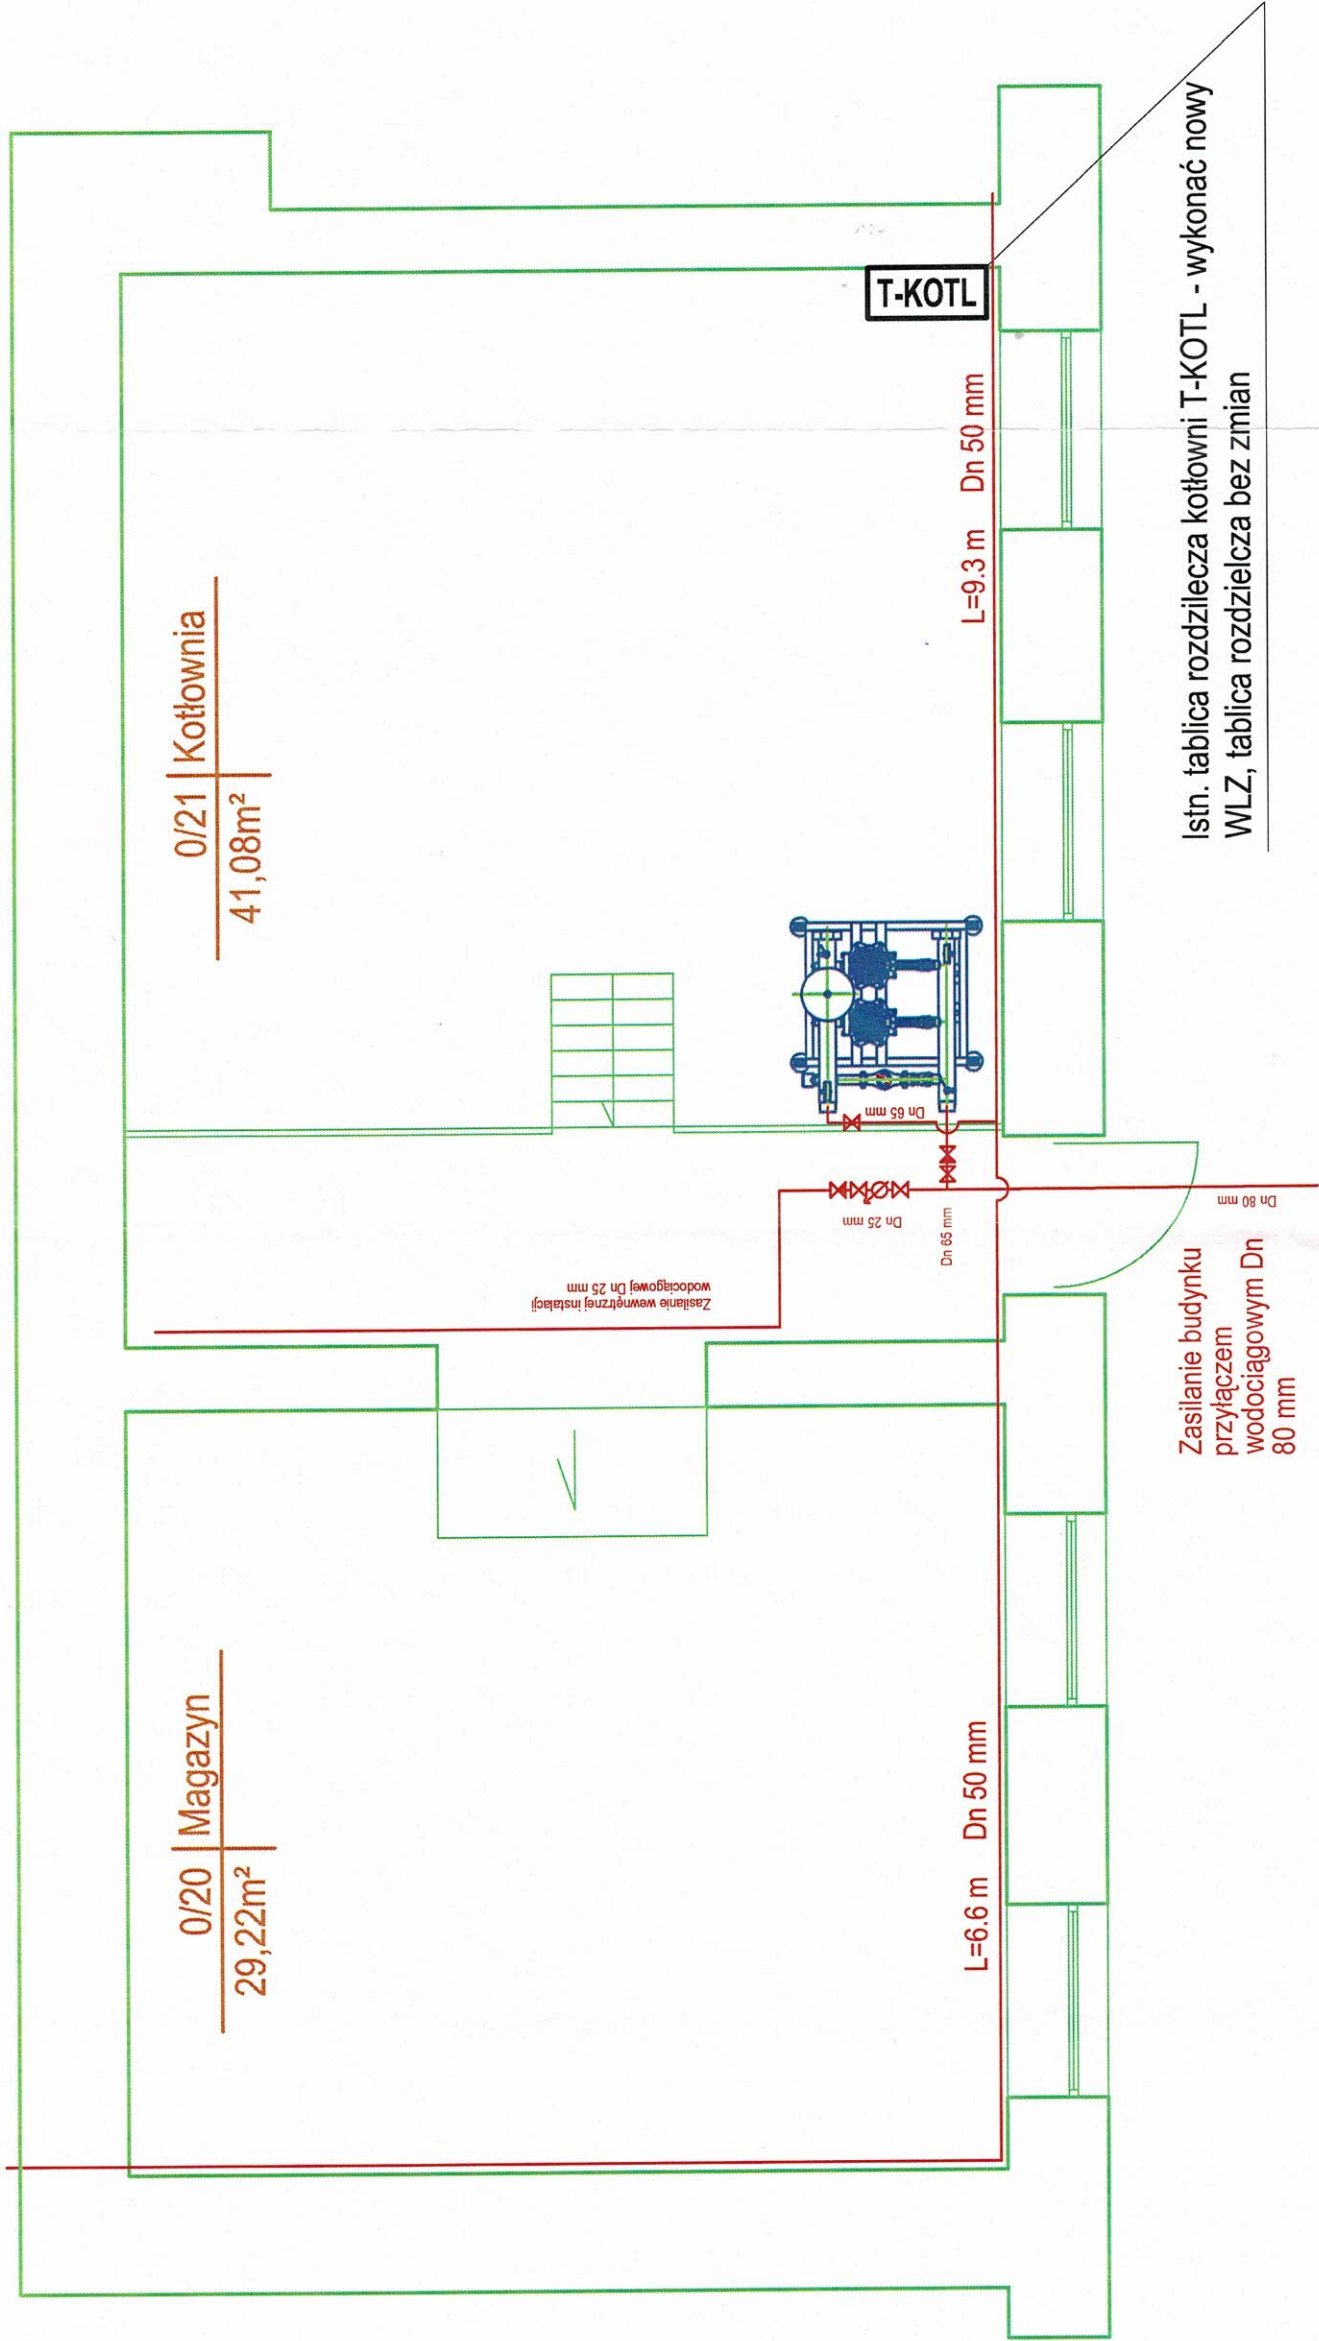 0/20 Magazyn
29,22m²
0/21 Kotłownia
41,08m²
Zasilanie wewnętrznej instalacji
wodociągowej Dn 25 mm
Dn 25 mm
Dn 65 mm
Dn 65 mm
T-KOTL
L=6.6 m Dn 50 mm
L=9.3 m Dn 50 mm
Dn 80 mm
Zasilanie budynku
przyłączem
wodociągowym Dn
80 mm
Istn. tablica rozdzilecza kotłowni T-KOTL - wykonać nowy
WLZ, tablica rozdzielcza bez zmian